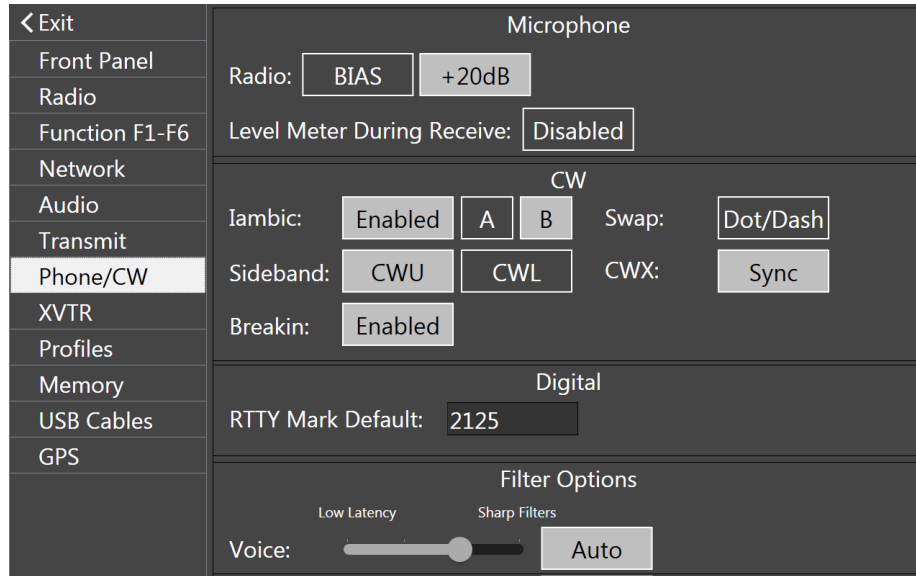 Exit
Front Panel
Radio
Function F1-F6
Network
Audio
Transmit
Phone/CW
XVTR
Profiles
Memory
USB Cables
GPS
Microphone
Radio: BIAS +20dB
Level Meter During Receive: Disabled
CW
Iambic: Enabled A B Swap: Dot/Dash
Sideband: CWU CWL CWX: Sync
Breakin: Enabled
Digital
RTTY Mark Default: 2125
Filter Options
Low Latency Sharp Filters
Voice: Auto